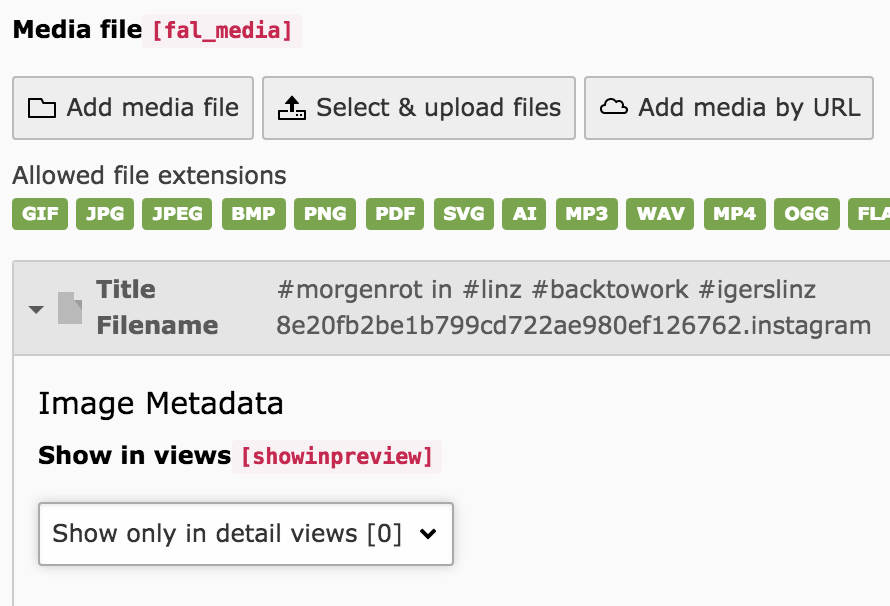 Media file [fal_media]
Add media file Select & upload files Add media by URL
Allowed file extensions
GIF JPG JPEG BMP PNG PDF SVG AI MP3 WAV MP4 OGG FLA
Title #morgenrot in #linz #backtowork #igerslinz
Filename 8e20fb2be1b799cd722ae980ef126762.instagram
Image Metadata
Show in views [showinpreview]
Show only in detail views [0]